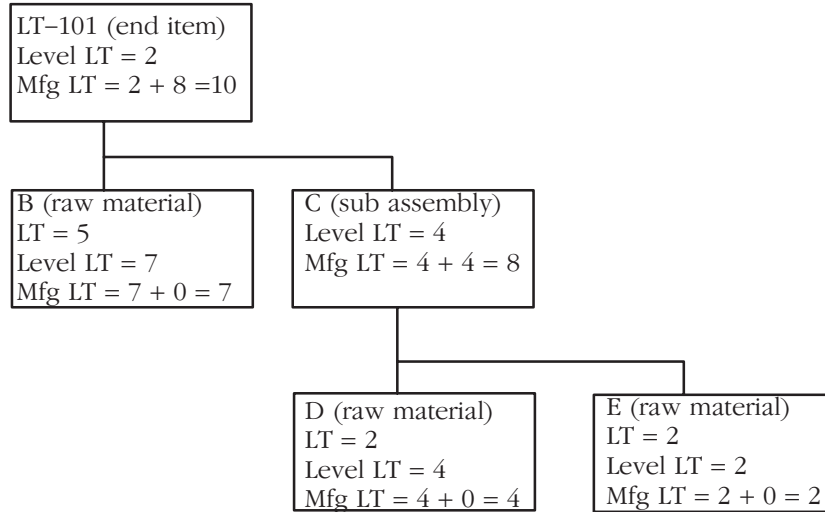 LT–101 (end item)
Level LT = 2
Mfg LT = 2 + 8 =10
B (raw material)
LT = 5
Level LT = 7
Mfg LT = 7 + 0 = 7
C (sub assembly)
Level LT = 4
Mfg LT = 4 + 4 = 8
D (raw material)
LT = 2
Level LT = 4
Mfg LT = 4 + 0 = 4
E (raw material)
LT = 2
Level LT = 2
Mfg LT = 2 + 0 = 2